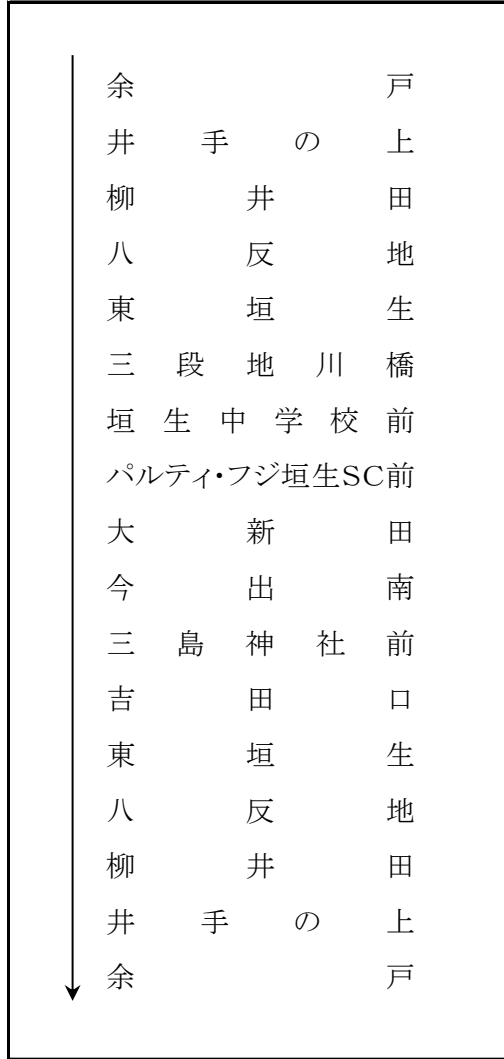 余戸
井手の上
柳井田
八反地
東垣生
三段地川橋
垣生中学校前
パルティ・フジ垣生SC前
大新田
今出南
三島神社前
吉田口
東垣生
八反地
柳井田
井手の上
余戸